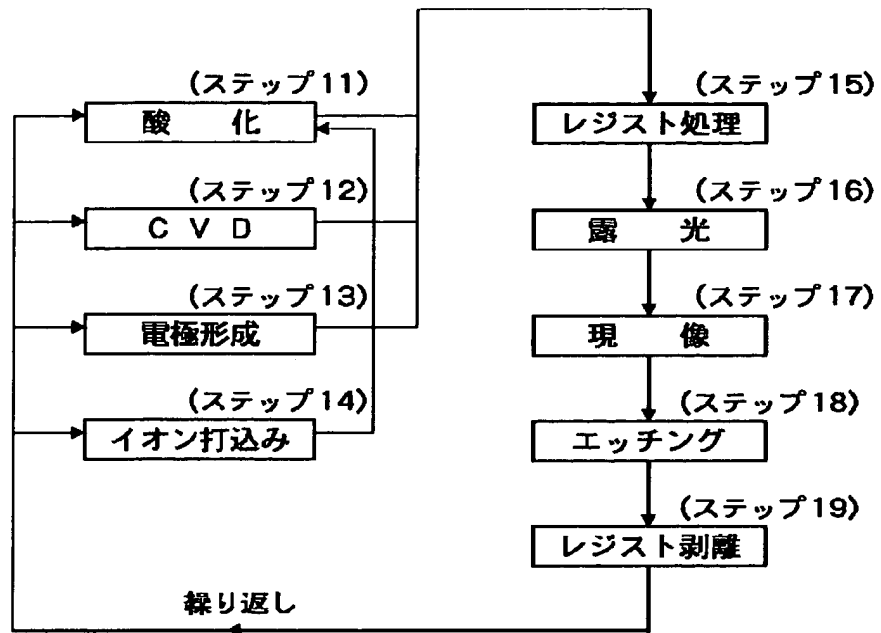 (ステップ11)
酸 化
(ステップ12)
C V D
(ステップ13)
電極形成
(ステップ14)
イオン打込み
(ステップ15)
レジスト処理
(ステップ16)
露 光
(ステップ17)
現 像
(ステップ18)
エッチング
(ステップ19)
レジスト剥離
繰り返し